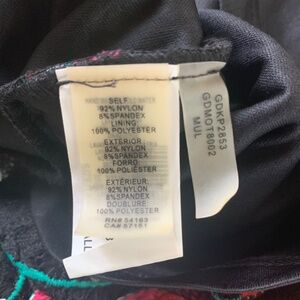 SELF
92% NYLON
8% SPANDEX
LINING:
100% POLYESTER
EXTERIOR:
92% NYLON
8% SPANDEX
FORRO
100% POLIÉSTER
EXTÉRIEUR:
92% NYLON
8% SPANDEX
DOUBLURE
100% POLYESTER
RN# 54163
CA# 57151
GDKP2853
GDMOT8002
MUL